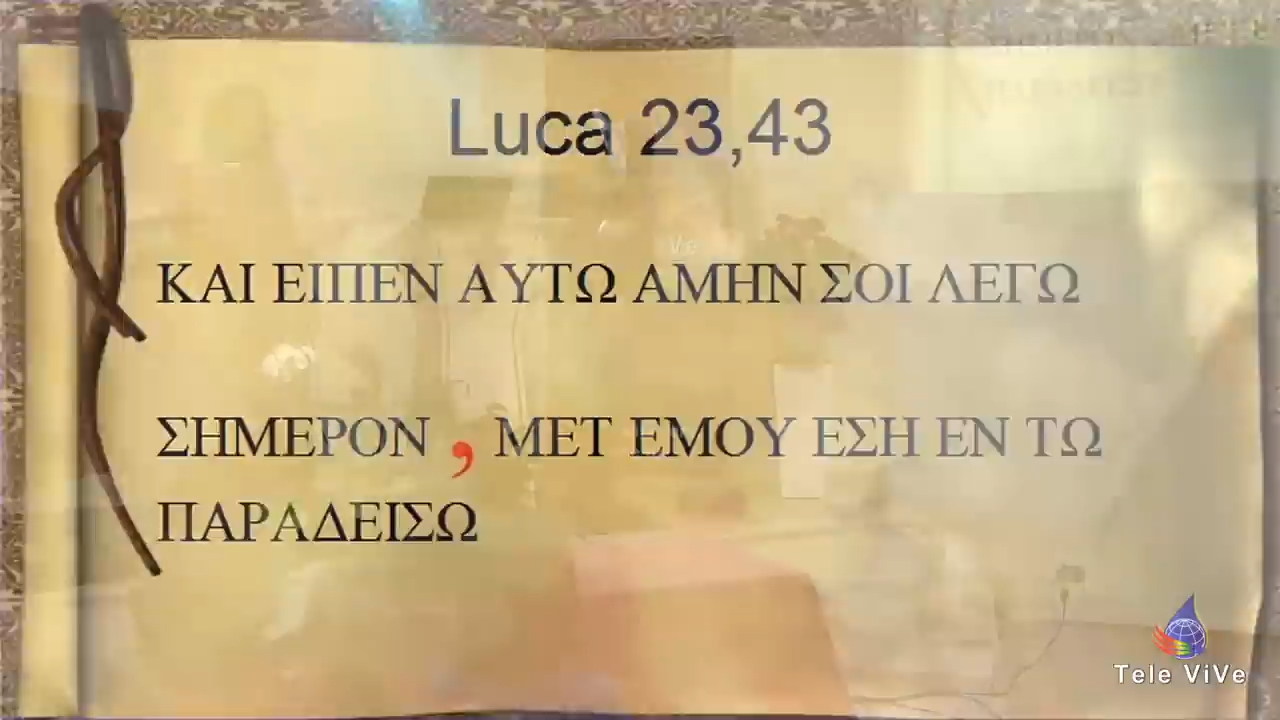 Luca 23,43
ΚΑΙ ΕΙΠΕΝ ΑΥΤΩ ΑΜΗΝ ΣΟΙ ΛΕΓΩ
ΣΗΜΕΡΟΝ , ΜΕΤ ΕΜΟΥ ΕΣΗ ΕΝ ΤΩ
ΠΑΡΑΔΕΙΣΩ
Tele ViVe